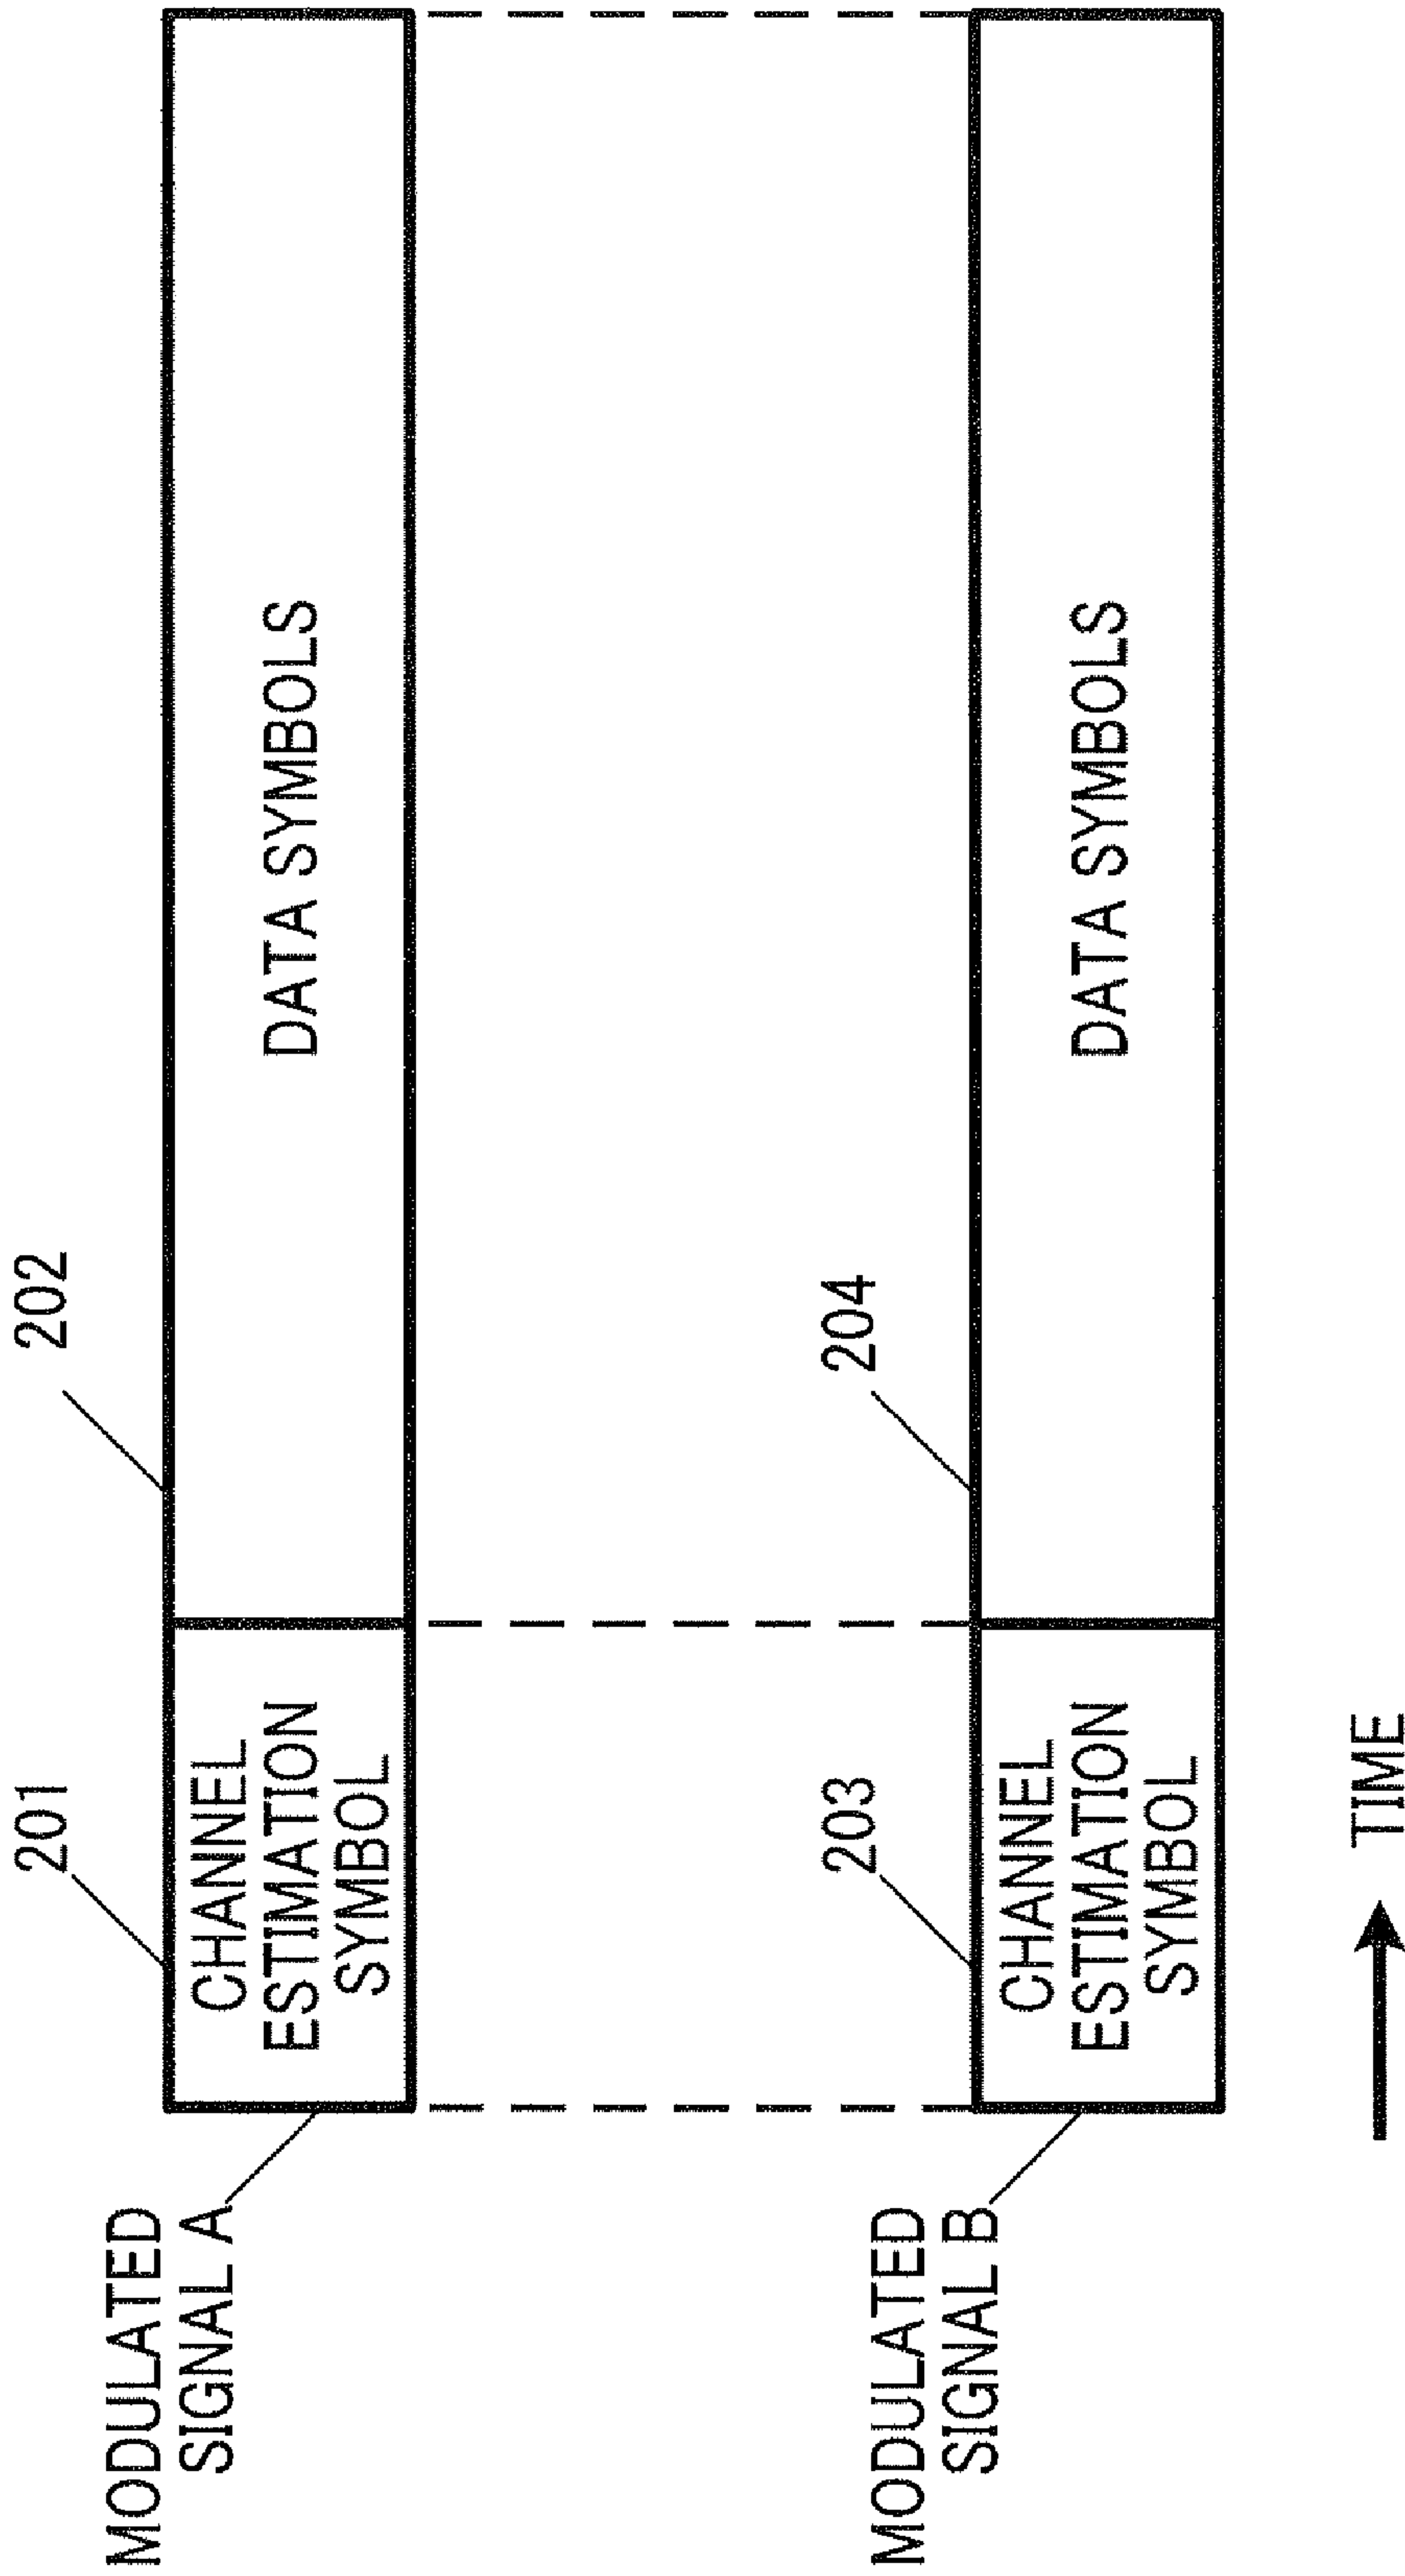 201
202
MODULATED
SIGNAL A
CHANNEL
ESTIMATION
SYMBOL
DATA SYMBOLS
203
204
MODULATED
SIGNAL B
CHANNEL
ESTIMATION
SYMBOL
DATA SYMBOLS
TIME